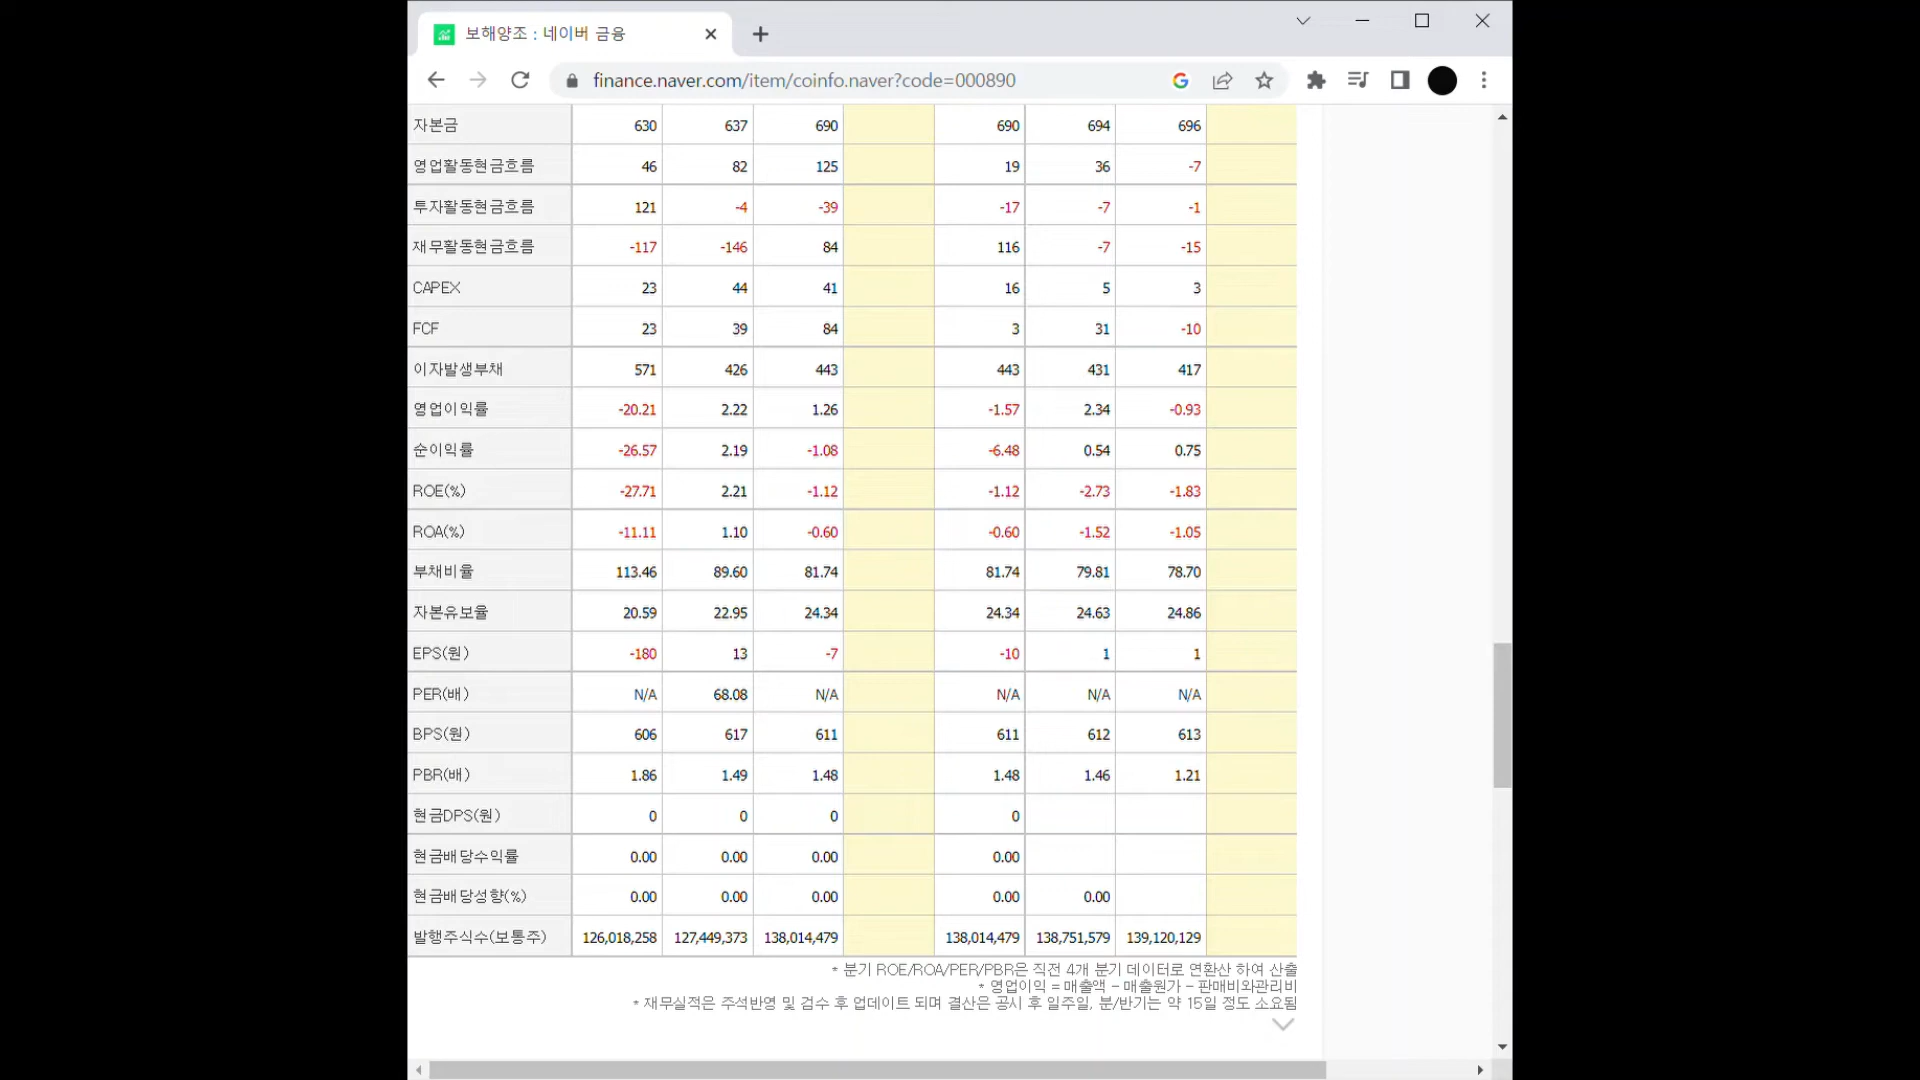 보해양조 : 네이버 금융
finance.naver.com/item/coinfo.naver?code=000890
자본금 630 637 690 690 694 696
영업활동현금흐름 46 82 125 19 36 -7
투자활동현금흐름 121 -4 -39 -17 -7 -1
재무활동현금흐름 -117 -146 84 116 -7 -15
CAPEX 23 44 41 16 5 3
FCF 23 39 84 3 31 -10
이자발생부채 571 426 443 443 431 417
영업이익률 -20.21 2.22 1.26 -1.57 2.34 -0.93
순이익률 -26.57 2.19 -1.08 -6.48 0.54 0.75
ROE(%) -27.71 2.21 -1.12 -1.12 -2.73 -1.83
ROA(%) -11.11 1.10 -0.60 -0.60 -1.52 -1.05
부채비율 113.46 89.60 81.74 81.74 79.81 78.70
자본유보율 20.59 22.95 24.34 24.34 24.63 24.86
EPS(원) -180 13 -7 -10 1 1
PER(배) N/A 68.08 N/A N/A N/A N/A
BPS(원) 606 617 611 611 612 613
PBR(배) 1.86 1.49 1.48 1.48 1.46 1.21
현금DPS(원) 0 0 0 0
현금배당수익률 0.00 0.00 0.00 0.00
현금배당성향(%) 0.00 0.00 0.00 0.00 0.00
발행주식수(보통주) 126,018,258 127,449,373 138,014,479 138,014,479 138,751,579 139,120,129
* 분기 ROE/ROA/PER/PBR은 직전 4개 분기 데이터로 연환산 하여 산출
* 영업이익 = 매출액 - 매출원가 - 판매비와관리비
* 재무실적은 주석반영 및 검수 후 업데이트 되며 결산은 공시 후 일주일, 분/반기는 약 15일 정도 소요됨